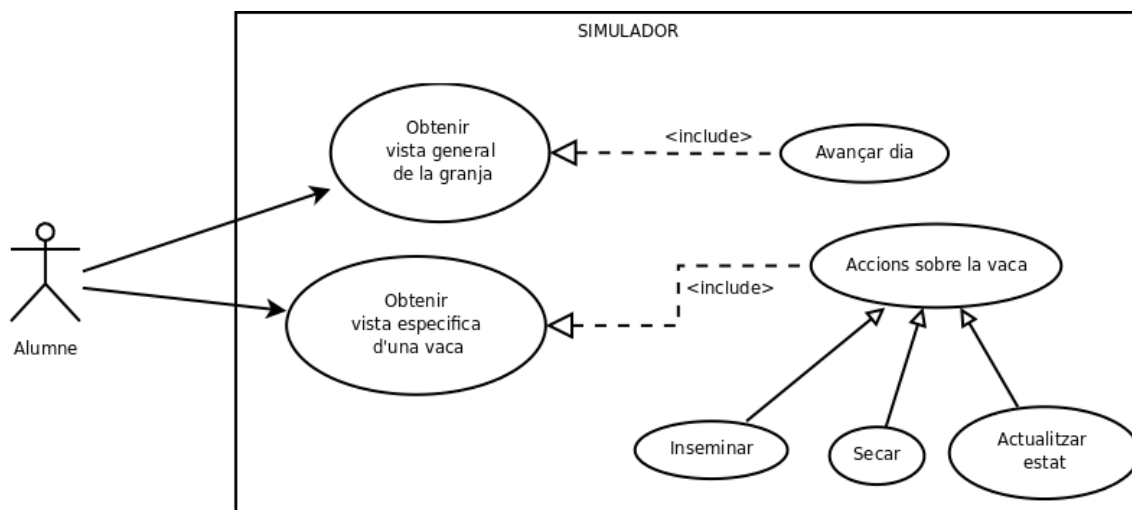 SIMULADOR
Obtenir
vista general
de la granja
<include>
Avançar dia
Alumne
Obtenir
vista especifica
d'una vaca
<include>
Accions sobre la vaca
Inseminar
Secar
Actualitzar
estat